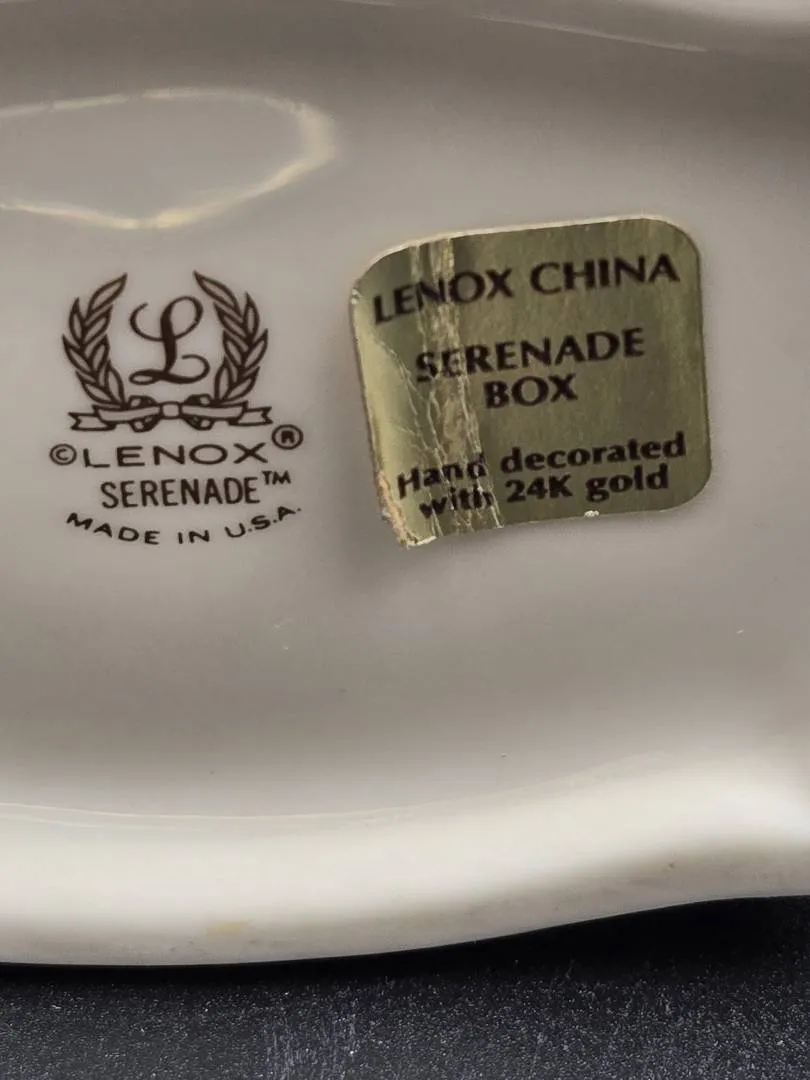 L
©LENOX®
SERENADE™
MADE IN U.S.A.
LENOX CHINA
SERENADE
BOX
Hand decorated
with 24K gold